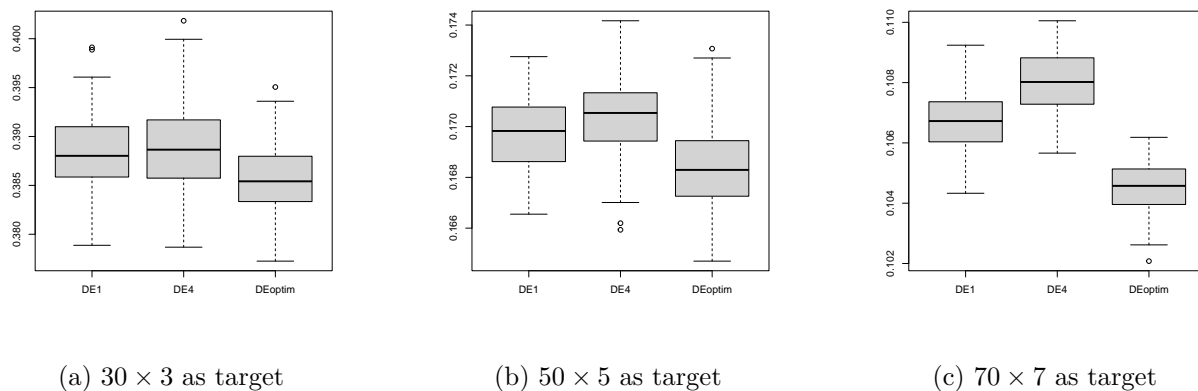 0.400
0.395
0.390
0.385
0.380
DE1 DE4 DEoptim
(a) 30 × 3 as target
0.174
0.172
0.170
0.168
0.166
DE1 DE4 DEoptim
(b) 50 × 5 as target
0.110
0.108
0.106
0.104
0.102
DE1 DE4 DEoptim
(c) 70 × 7 as target